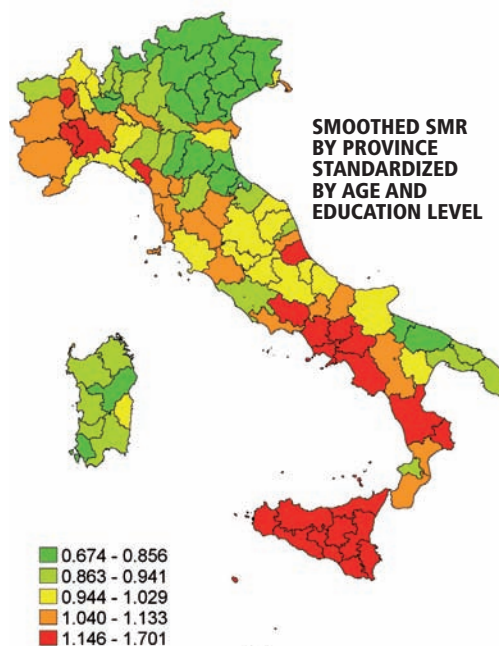 SMOOTHED SMR
BY PROVINCE
STANDARDIZED
BY AGE AND
EDUCATION LEVEL
0.674 - 0.856
0.863 - 0.941
0.944 - 1.029
1.040 - 1.133
1.146 - 1.701